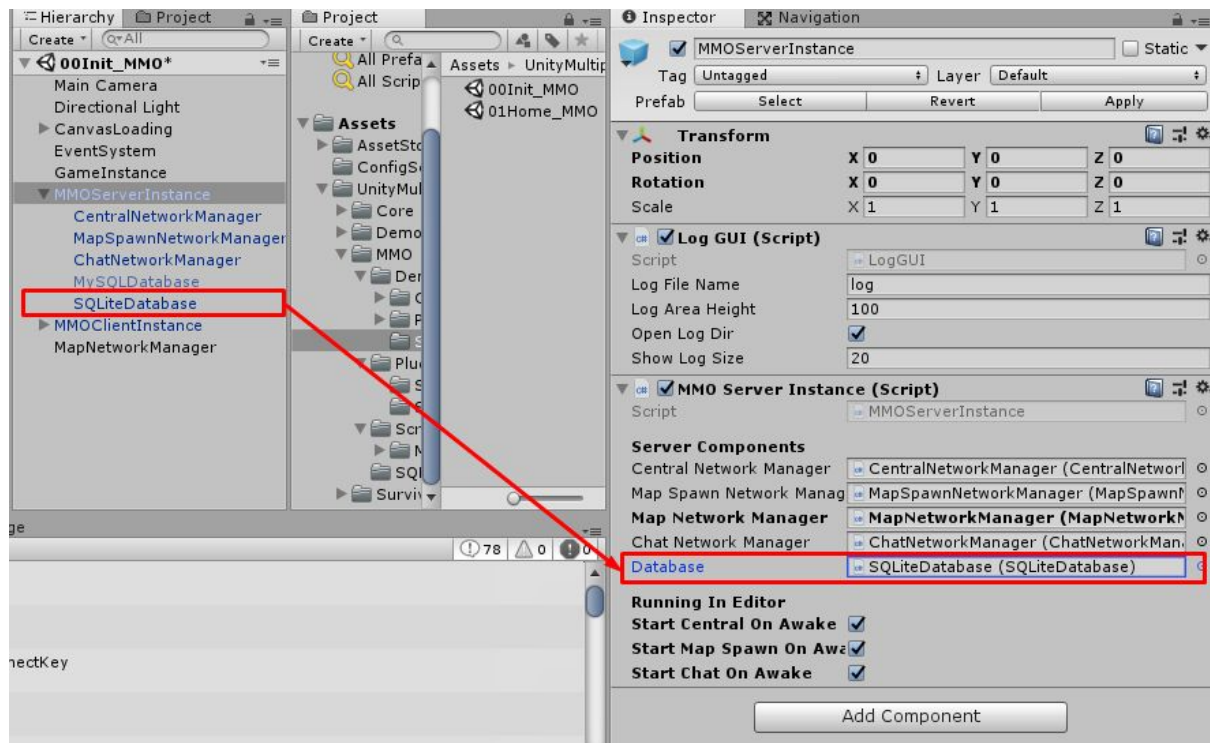 Hierarchy
Project
Create
All
00Init_MMO*
Main Camera
Directional Light
CanvasLoading
EventSystem
GameInstance
MMOServerInstance
CentralNetworkManager
MapSpawnNetworkManager
ChatNetworkManager
MySQLDatabase
SQLiteDatabase
MMOClientInstance
MapNetworkManager
Project
Create
All Prefa
All Scrip
Assets
AssetSto
ConfigS
UnityMul
Core
Demo
MMO
Der
Plu
Scr
SQl
Surviv
Assets ▸ UnityMultip
00Init_MMO
01Home_MMO
ge
78 0 0
nectKey
Inspector
Navigation
MMOServerInstance Static
Tag Untagged Layer Default
Prefab Select Revert Apply
Transform
Position X 0 Y 0 Z 0
Rotation X 0 Y 0 Z 0
Scale X 1 Y 1 Z 1
Log GUI (Script)
Script LogGUI
Log File Name log
Log Area Height 100
Open Log Dir
Show Log Size 20
MMO Server Instance (Script)
Script MMOServerInstance
Server Components
Central Network Manager CentralNetworkManager (CentralNetworl
Map Spawn Network Manag MapSpawnNetworkManager (MapSpawnN
Map Network Manager MapNetworkManager (MapNetworkM
Chat Network Manager ChatNetworkManager (ChatNetworkMan
Database SQLiteDatabase (SQLiteDatabase)
Running In Editor
Start Central On Awake
Start Map Spawn On Awa
Start Chat On Awake
Add Component